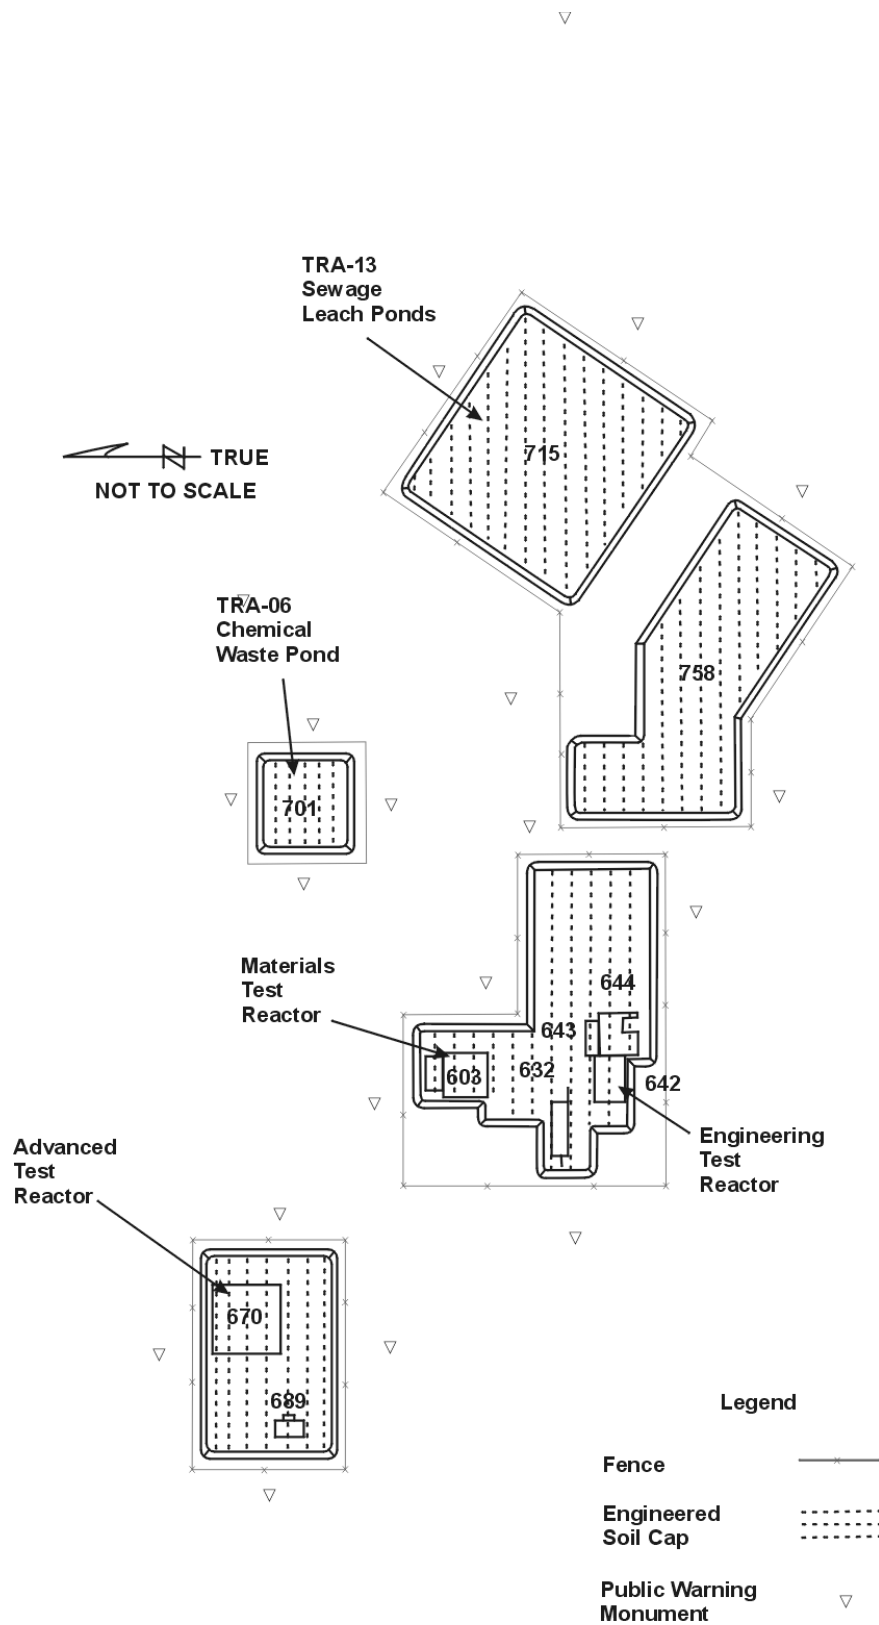 TRA-13
Sewage
Leach Ponds
715
TRUE
NOT TO SCALE
TRA-06
Chemical
Waste Pond
758
701
Materials
Test
Reactor
644
643
632
603
642
Engineering
Test
Reactor
Advanced
Test
Reactor
670
689
Legend
Fence
Engineered
Soil Cap
Public Warning
Monument